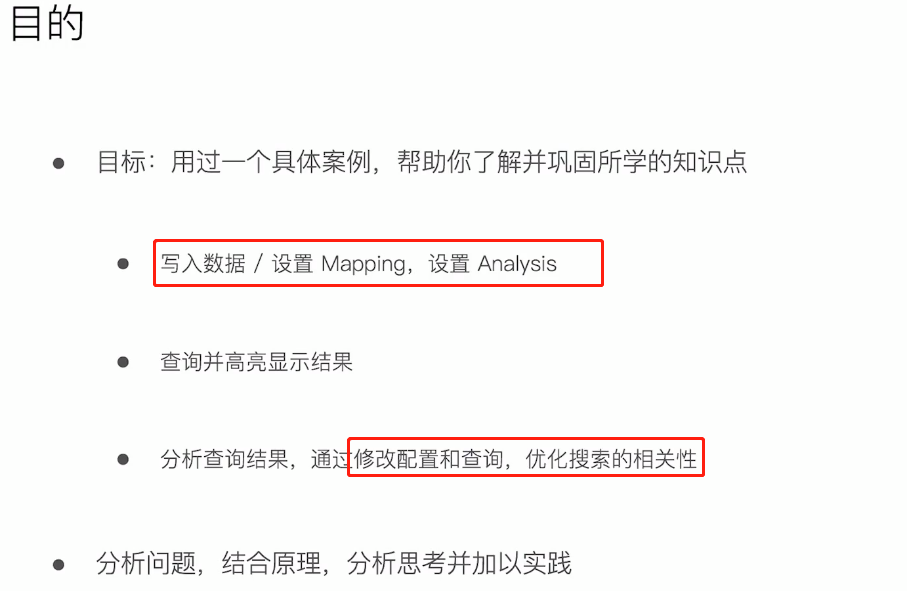 目的
目标：用过一个具体案例，帮助你了解并巩固所学的知识点
写入数据 / 设置 Mapping，设置 Analysis
查询并高亮显示结果
分析查询结果，通过修改配置和查询，优化搜索的相关性
分析问题，结合原理，分析思考并加以实践